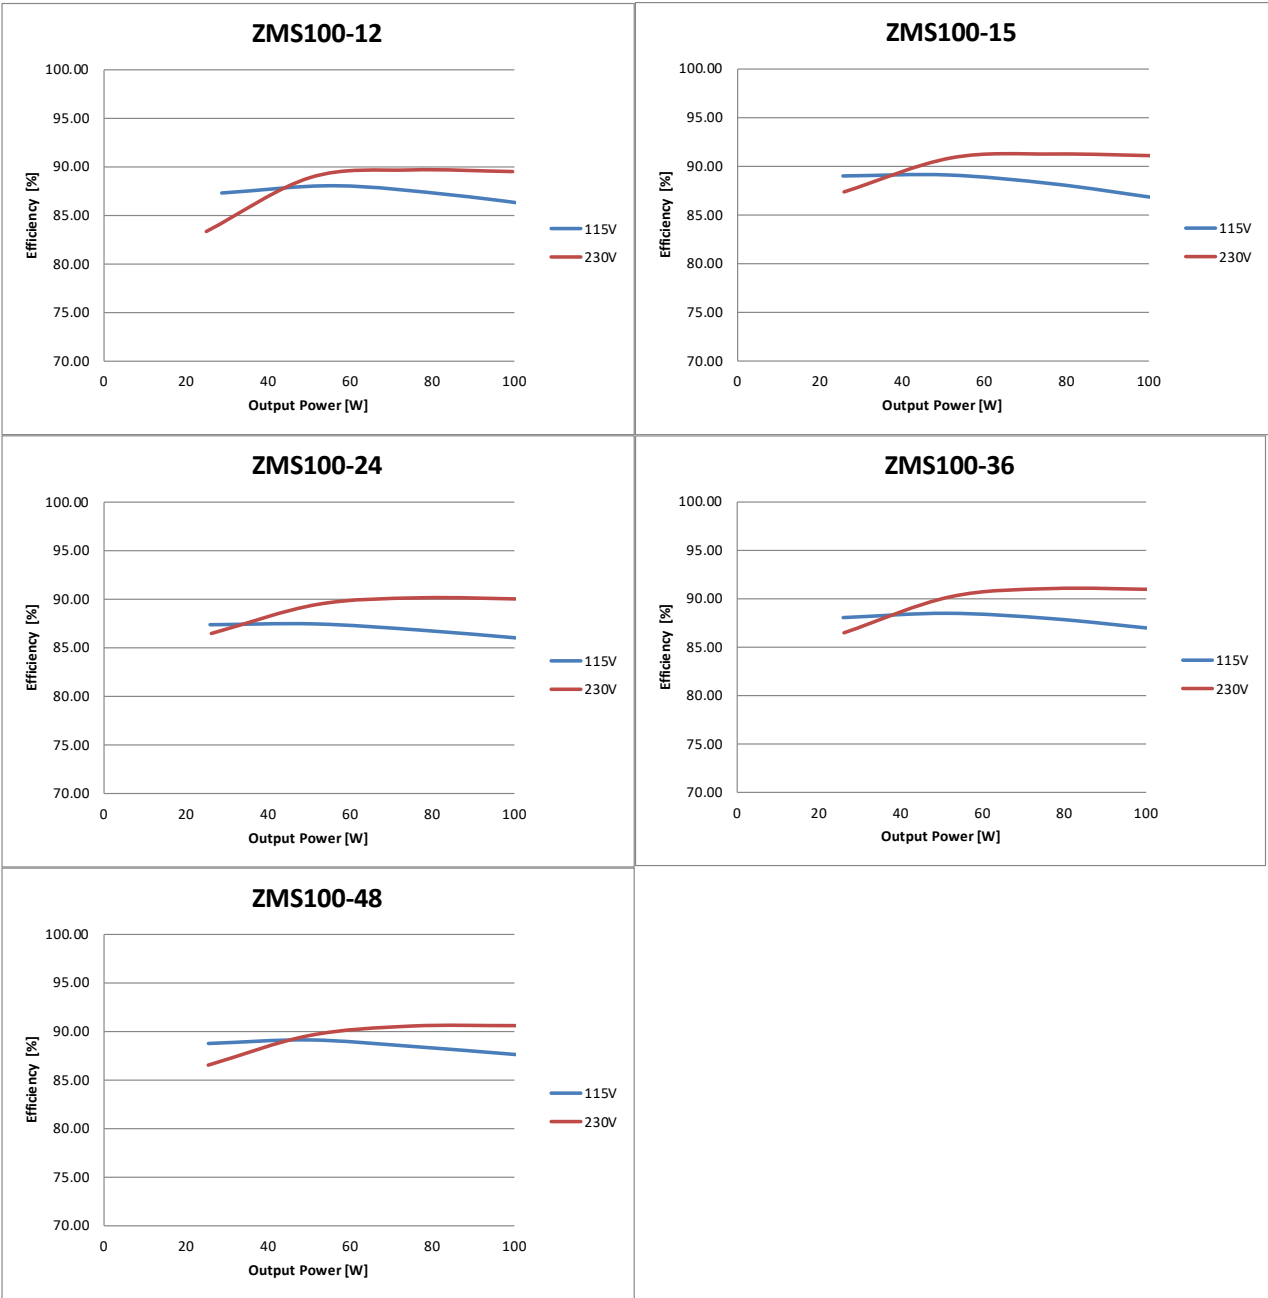 ZMS100-12
100.00
95.00
90.00
85.00
80.00
75.00
70.00
Efficiency [%]
0 20 40 60 80 100
Output Power [W]
115V
230V
ZMS100-15
100.00
95.00
90.00
85.00
80.00
75.00
70.00
Efficiency [%]
0 20 40 60 80 100
Output Power [W]
115V
230V
ZMS100-24
100.00
95.00
90.00
85.00
80.00
75.00
70.00
Efficiency [%]
0 20 40 60 80 100
Output Power [W]
115V
230V
ZMS100-36
100.00
95.00
90.00
85.00
80.00
75.00
70.00
Efficiency [%]
0 20 40 60 80 100
Output Power [W]
115V
230V
ZMS100-48
100.00
95.00
90.00
85.00
80.00
75.00
70.00
Efficiency [%]
0 20 40 60 80 100
Output Power [W]
115V
230V